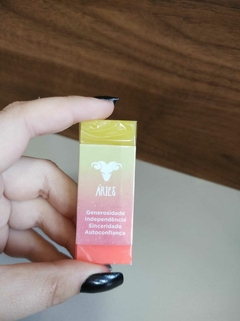 ÁRIES
Generosidade
Independência
Sinceridade
Autoconfiança